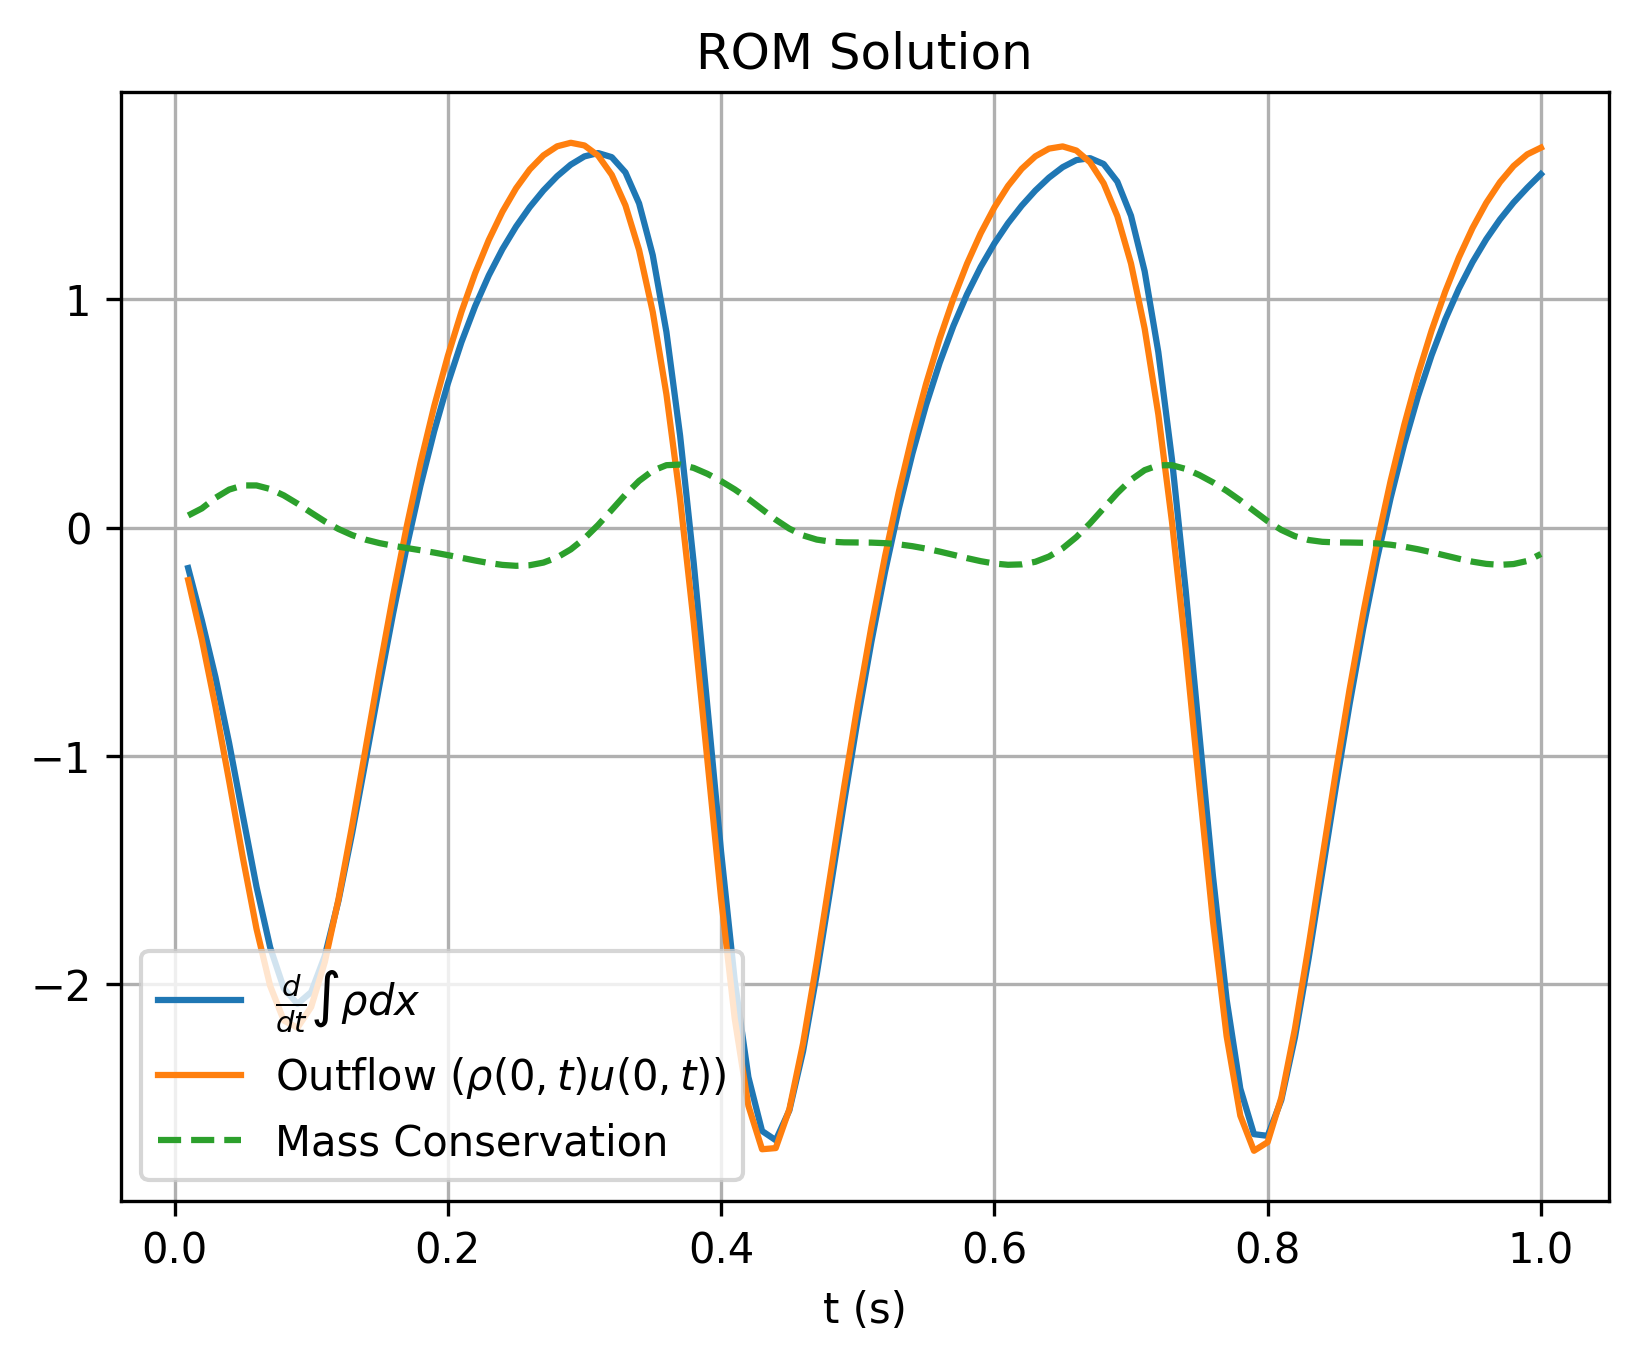 ROM Solution
1
0
−1
−2
d/dt ∫ρdx
Outflow (ρ(0, t)u(0, t))
Mass Conservation
0.0 0.2 0.4 0.6 0.8 1.0
t (s)